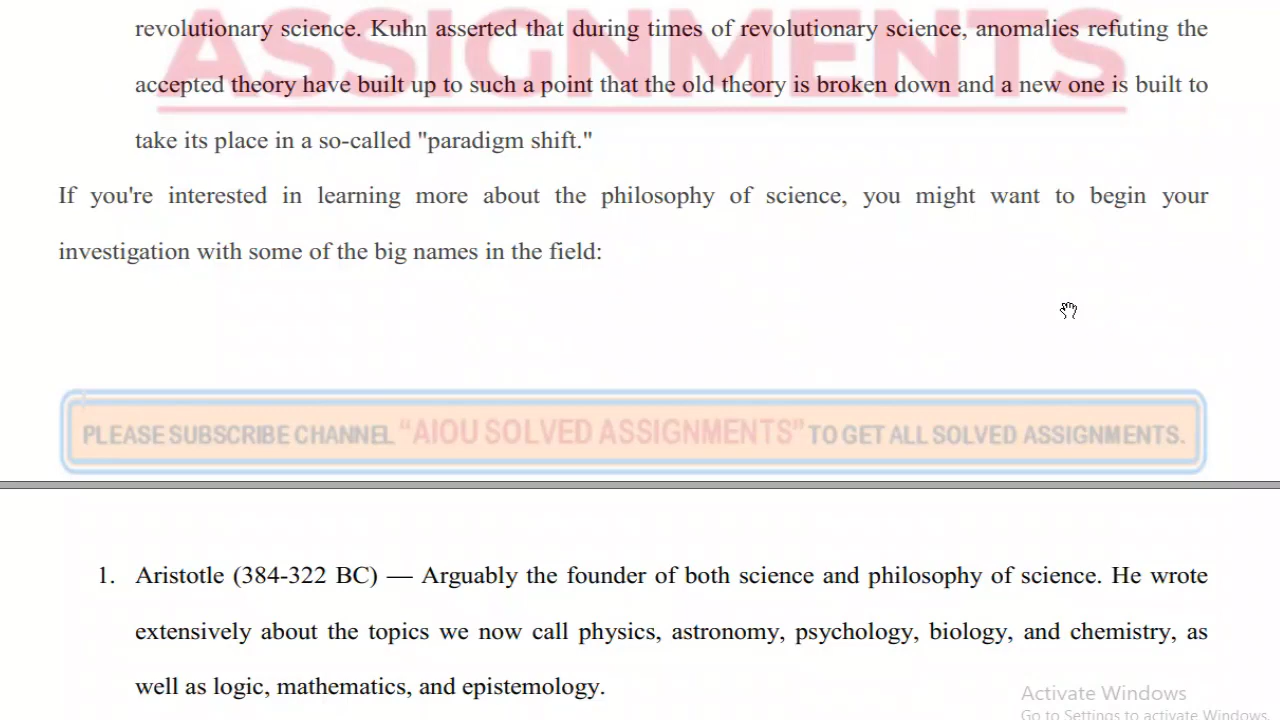 ASSIGNMENTS
revolutionary science. Kuhn asserted that during times of revolutionary science, anomalies refuting the
accepted theory have built up to such a point that the old theory is broken down and a new one is built to
take its place in a so-called "paradigm shift."
If you're interested in learning more about the philosophy of science, you might want to begin your
investigation with some of the big names in the field:
PLEASE SUBSCRIBE CHANNEL “AIOU SOLVED ASSIGNMENTS” TO GET ALL SOLVED ASSIGNMENTS.
1. Aristotle (384-322 BC) — Arguably the founder of both science and philosophy of science. He wrote
extensively about the topics we now call physics, astronomy, psychology, biology, and chemistry, as
well as logic, mathematics, and epistemology.
Activate Windows
Go to Settings to activate Windows.